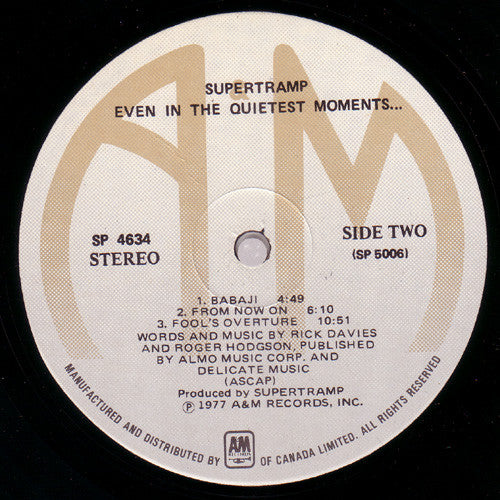 A&M
SUPERTRAMP
EVEN IN THE QUIETEST MOMENTS...
SP 4634
STEREO
SIDE TWO
(SP 5006)
1. BABAJI 4:49
2. FROM NOW ON 6:10
3. FOOL'S OVERTURE 10:51
WORDS AND MUSIC BY RICK DAVIES
AND ROGER HODGSON, PUBLISHED
BY ALMO MUSIC CORP. AND
DELICATE MUSIC
(ASCAP)
Produced by SUPERTRAMP
Ⓟ 1977 A&M RECORDS, INC.
MANUFACTURED AND DISTRIBUTED BY A&M RECORDS OF CANADA LIMITED. ALL RIGHTS RESERVED.